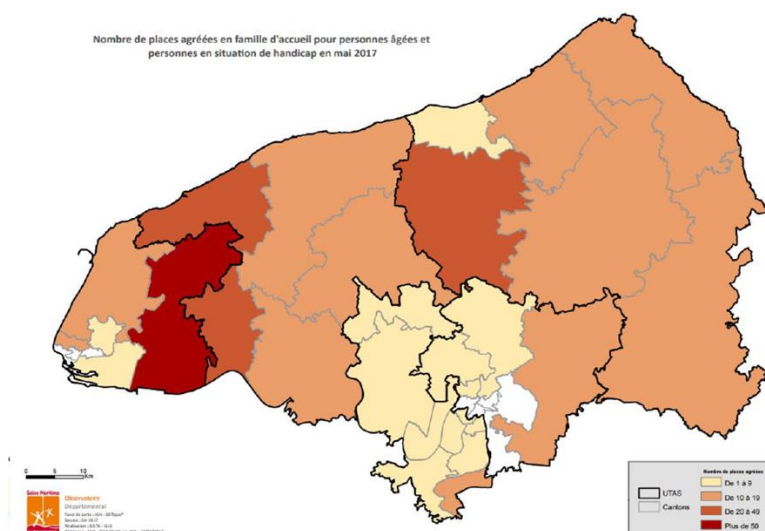 Nombre de places agréées en famille d'accueil pour personnes âgées et
personnes en situation de handicap en mai 2017
0 5 10
Km
Seine Maritime
Observatoire
Départemental
UTAS
Cantons
Nombre de places agréées
De 1 à 9
De 10 à 19
De 20 à 49
Plus de 50